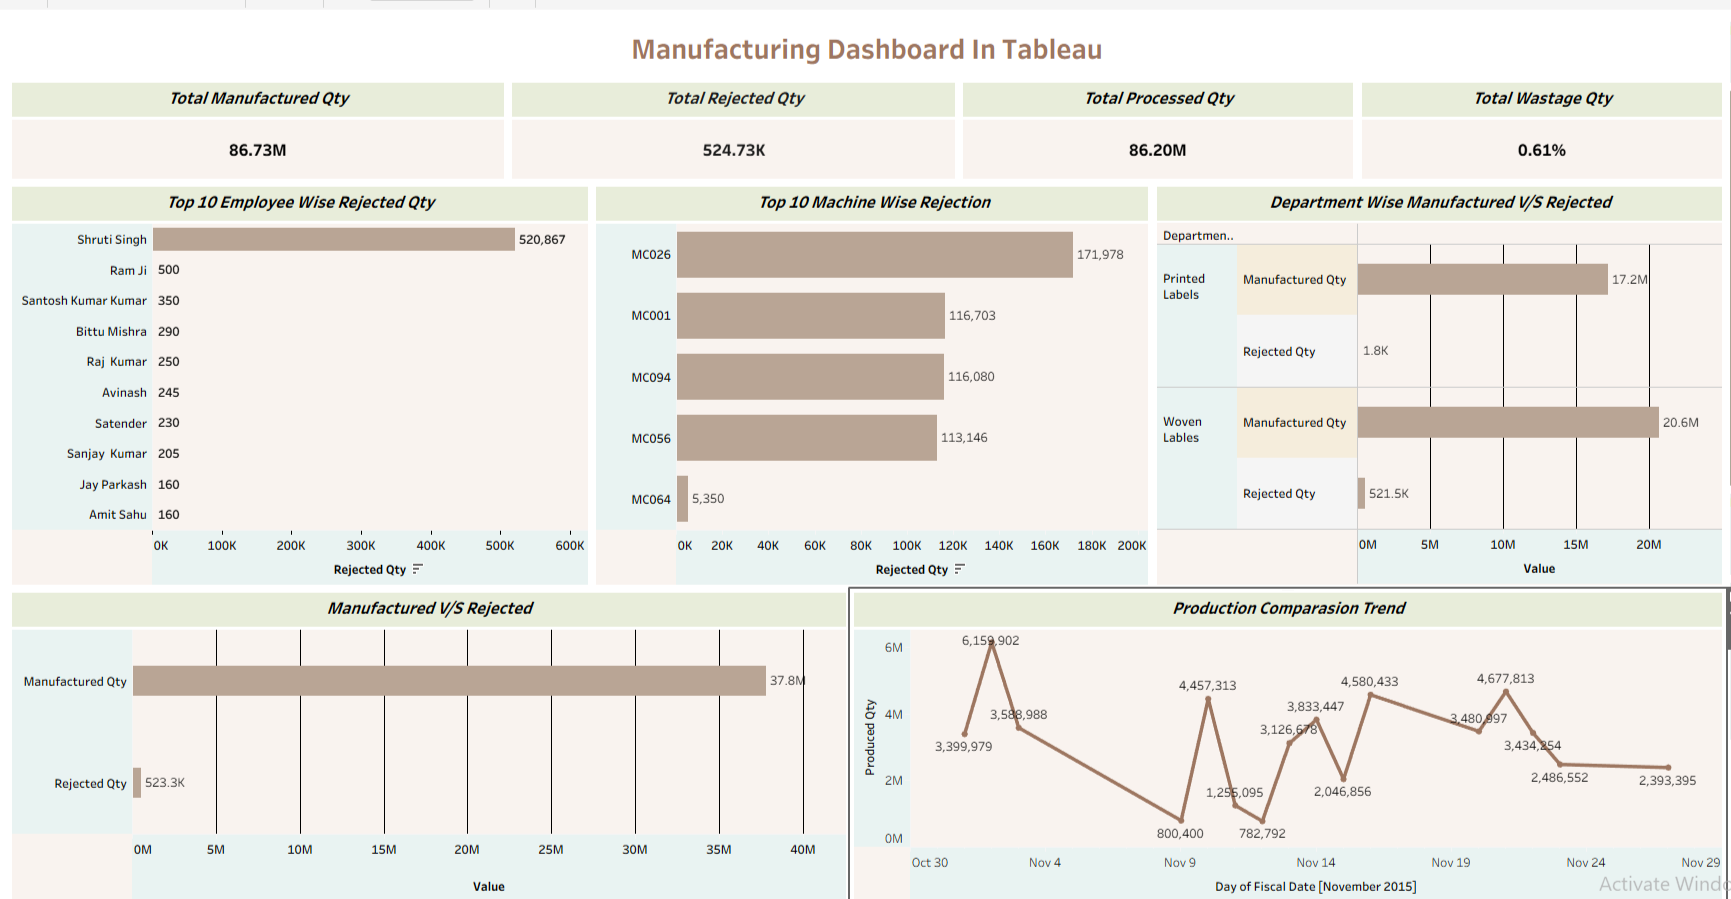 Manufacturing Dashboard In Tableau
Total Manufactured Qty
86.73M
Total Rejected Qty
524.73K
Total Processed Qty
86.20M
Total Wastage Qty
0.61%
Top 10 Employee Wise Rejected Qty
Shruti Singh 520,867
Ram Ji 500
Santosh Kumar Kumar 350
Bittu Mishra 290
Raj Kumar 250
Avinash 245
Satender 230
Sanjay Kumar 205
Jay Parkash 160
Amit Sahu 160
0K 100K 200K 300K 400K 500K 600K
Rejected Qty
Top 10 Machine Wise Rejection
MC026 171,978
MC001 116,703
MC094 116,080
MC056 113,146
MC064 5,350
0K 20K 40K 60K 80K 100K 120K 140K 160K 180K 200K
Rejected Qty
Department Wise Manufactured V/S Rejected
Departmen..
Printed
Labels
Manufactured Qty 17.2M
Rejected Qty 1.8K
Woven
Lables
Manufactured Qty 20.6M
Rejected Qty 521.5K
0M 5M 10M 15M 20M
Value
Manufactured V/S Rejected
Manufactured Qty 37.8M
Rejected Qty 523.3K
0M 5M 10M 15M 20M 25M 30M 35M 40M
Value
Production Comparasion Trend
Produced Qty
6M
4M
2M
0M
3,399,979
6,159,902
3,588,988
800,400
4,457,313
1,255,095
782,792
3,126,678
3,833,447
2,046,856
4,580,433
3,480,997
4,677,813
3,434,254
2,486,552
2,393,395
Oct 30 Nov 4 Nov 9 Nov 14 Nov 19 Nov 24 Nov 29
Day of Fiscal Date [November 2015]
Activate Windo